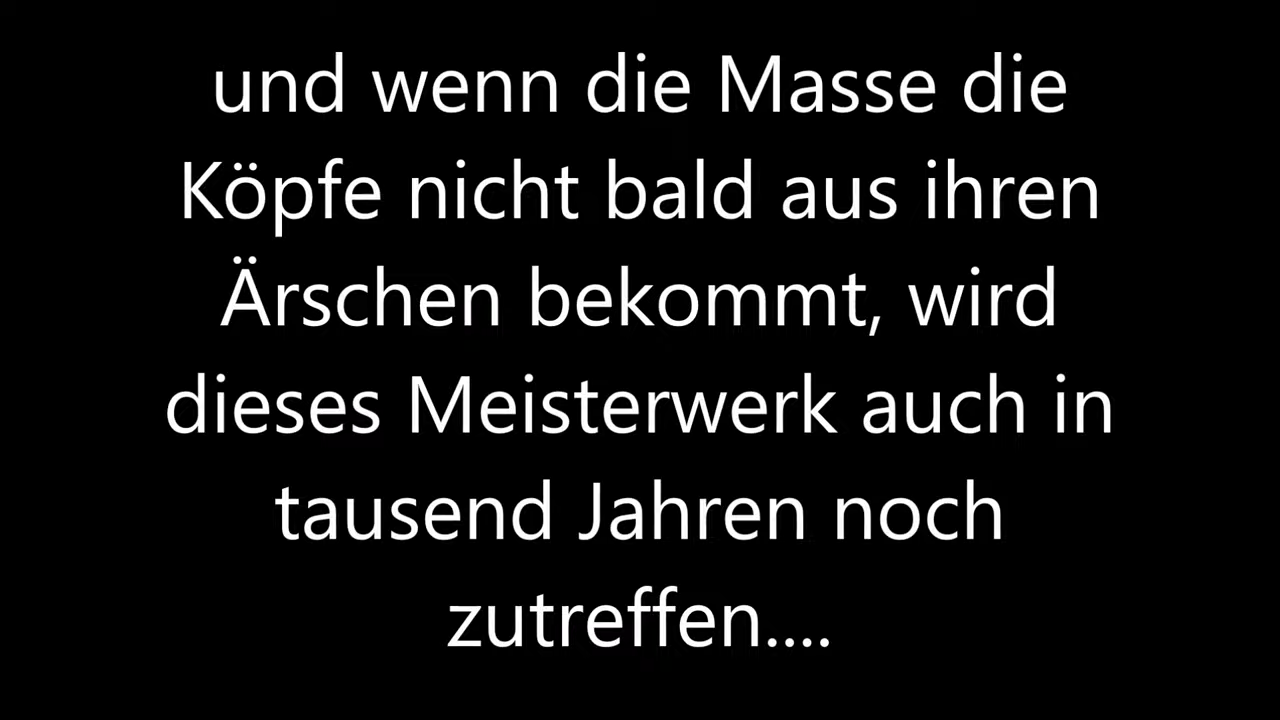 und wenn die Masse die
Köpfe nicht bald aus ihren
Ärschen bekommt, wird
dieses Meisterwerk auch in
tausend Jahren noch
zutreffen....